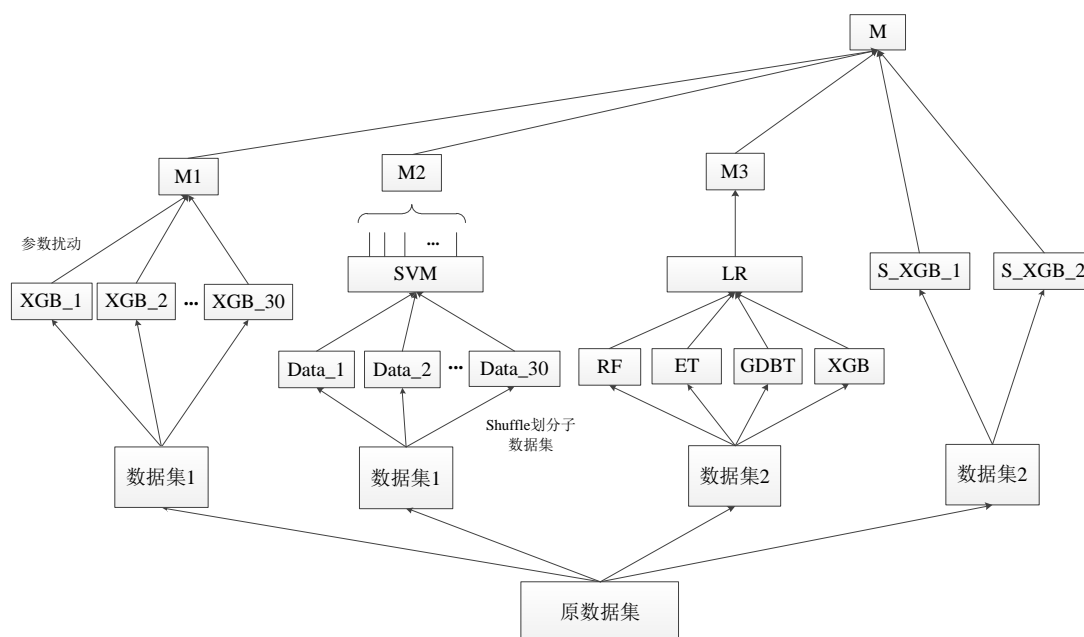 M
M1
M2
M3
参数扰动
...
SVM
LR
S_XGB_1
S_XGB_2
XGB_1
XGB_2
...
XGB_30
Data_1
Data_2
...
Data_30
RF
ET
GDBT
XGB
Shuffle划分子
数据集
数据集1
数据集1
数据集2
数据集2
原数据集